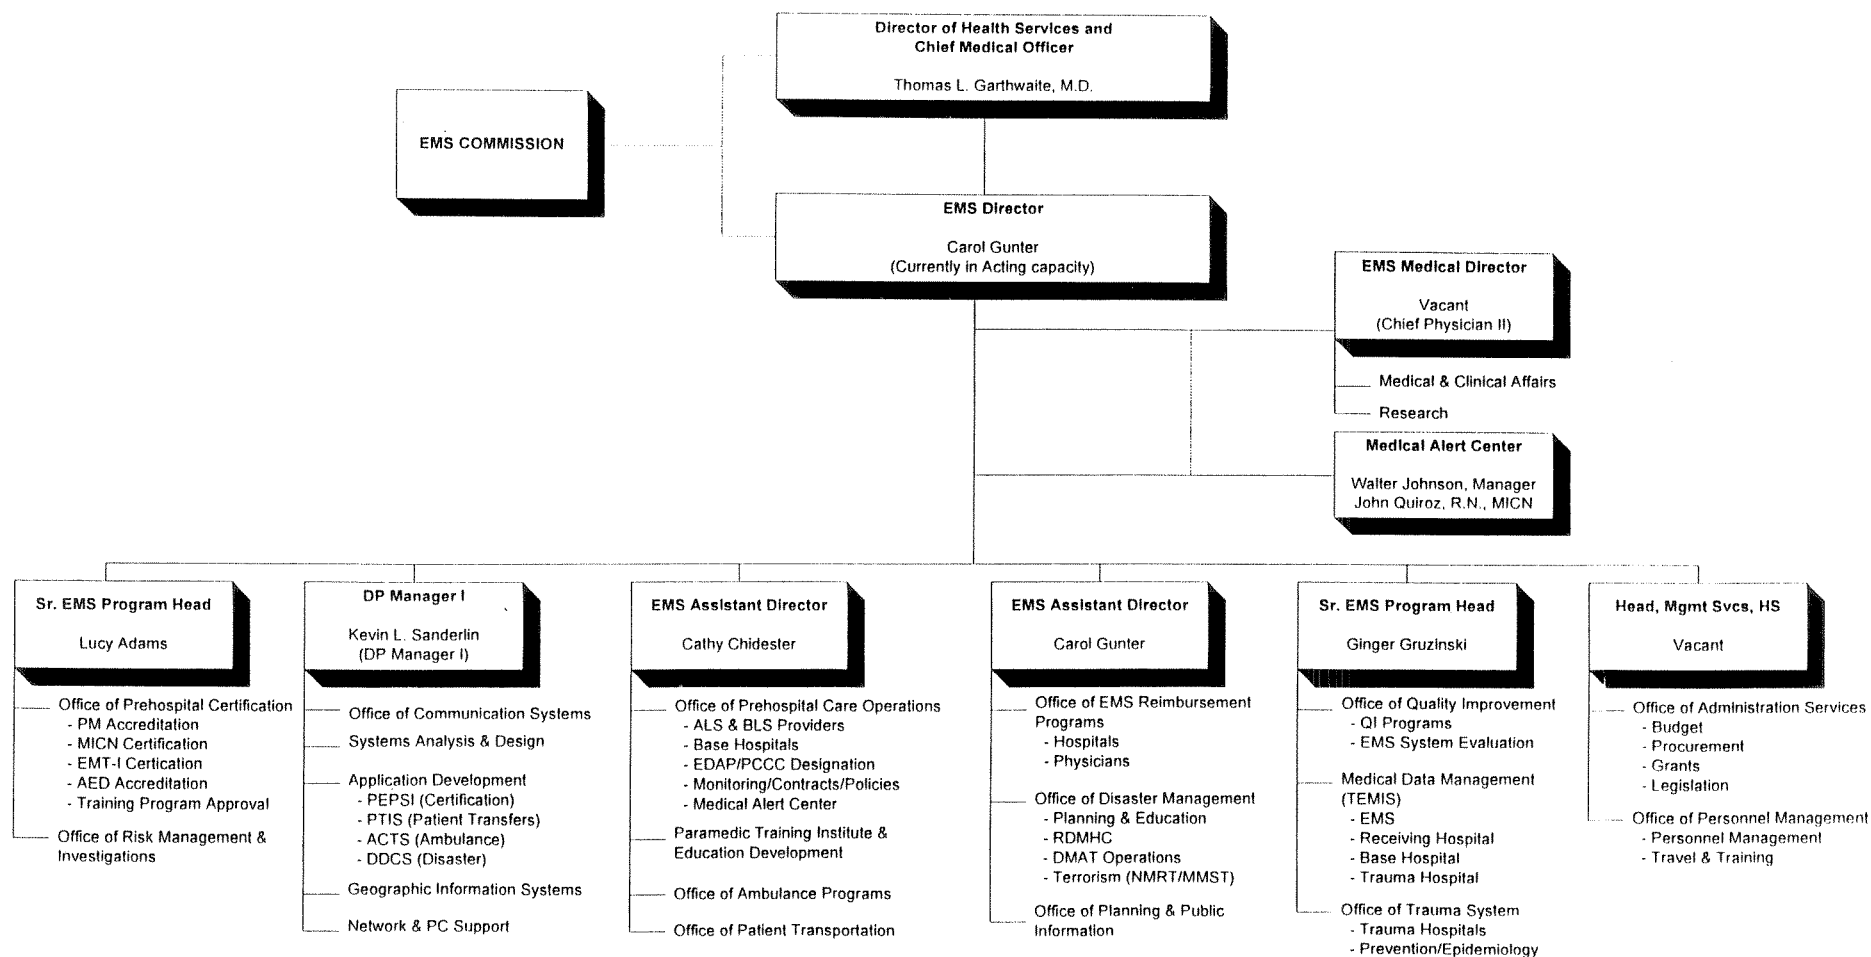 Director of Health Services and
Chief Medical Officer
Thomas L. Garthwaite, M.D.
EMS COMMISSION
EMS Director
Carol Gunter
(Currently in Acting capacity)
EMS Medical Director
Vacant
(Chief Physician II)
Medical & Clinical Affairs
Research
Medical Alert Center
Walter Johnson, Manager
John Quiroz, R.N., MICN
Sr. EMS Program Head
Lucy Adams
Office of Prehospital Certification
- PM Accreditation
- MICN Certification
- EMT-I Certication
- AED Accreditation
- Training Program Approval
Office of Risk Management &
Investigations
DP Manager I
Kevin L. Sanderlin
(DP Manager I)
Office of Communication Systems
Systems Analysis & Design
Application Development
- PEPSI (Certification)
- PTIS (Patient Transfers)
- ACTS (Ambulance)
- DDCS (Disaster)
Geographic Information Systems
Network & PC Support
EMS Assistant Director
Cathy Chidester
Office of Prehospital Care Operations
- ALS & BLS Providers
- Base Hospitals
- EDAP/PCCC Designation
- Monitoring/Contracts/Policies
- Medical Alert Center
Paramedic Training Institute &
Education Development
Office of Ambulance Programs
Office of Patient Transportation
EMS Assistant Director
Carol Gunter
Office of EMS Reimbursement
Programs
- Hospitals
- Physicians
Office of Disaster Management
- Planning & Education
- RDMHC
- DMAT Operations
- Terrorism (NMRT/MMST)
Office of Planning & Public
Information
Sr. EMS Program Head
Ginger Gruzinski
Office of Quality Improvement
- QI Programs
- EMS System Evaluation
Medical Data Management
(TEMIS)
- EMS
- Receiving Hospital
- Base Hospital
- Trauma Hospital
Office of Trauma System
- Trauma Hospitals
- Prevention/Epidemiology
Head, Mgmt Svcs, HS
Vacant
Office of Administration Services
- Budget
- Procurement
- Grants
- Legislation
Office of Personnel Management
- Personnel Management
- Travel & Training